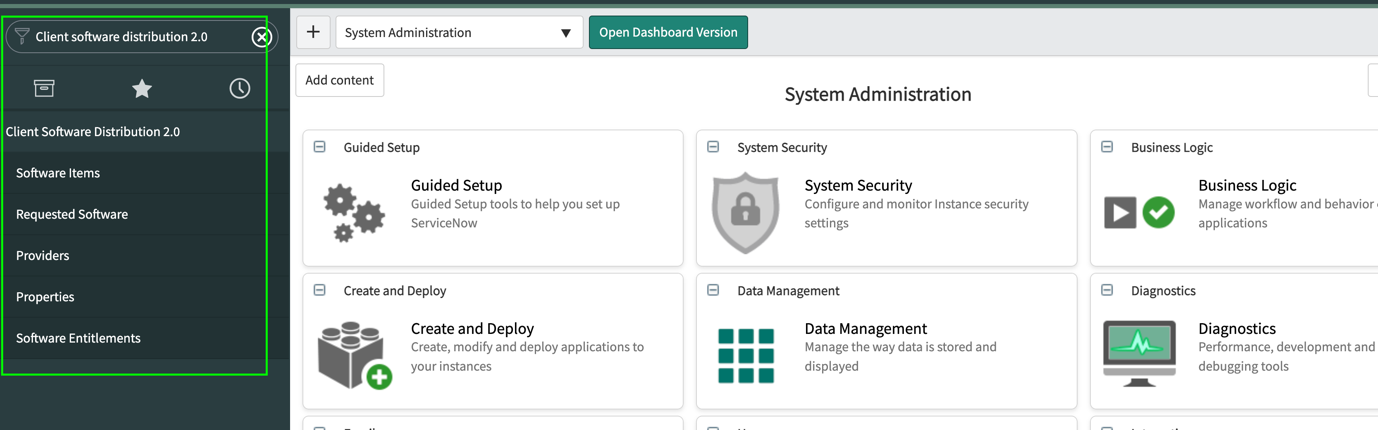 Client software distribution 2.0
Client Software Distribution 2.0
Software Items
Requested Software
Providers
Properties
Software Entitlements
System Administration
Open Dashboard Version
Add content
System Administration
Guided Setup
Guided Setup
Guided Setup tools to help you set up
ServiceNow
System Security
System Security
Configure and monitor Instance security
settings
Business Logic
Business Logic
Manage workflow and behavior
applications
Create and Deploy
Create and Deploy
Create, modify and deploy applications to
your instances
Data Management
Data Management
Manage the way data is stored and
displayed
Diagnostics
Diagnostics
Performance, development and
debugging tools